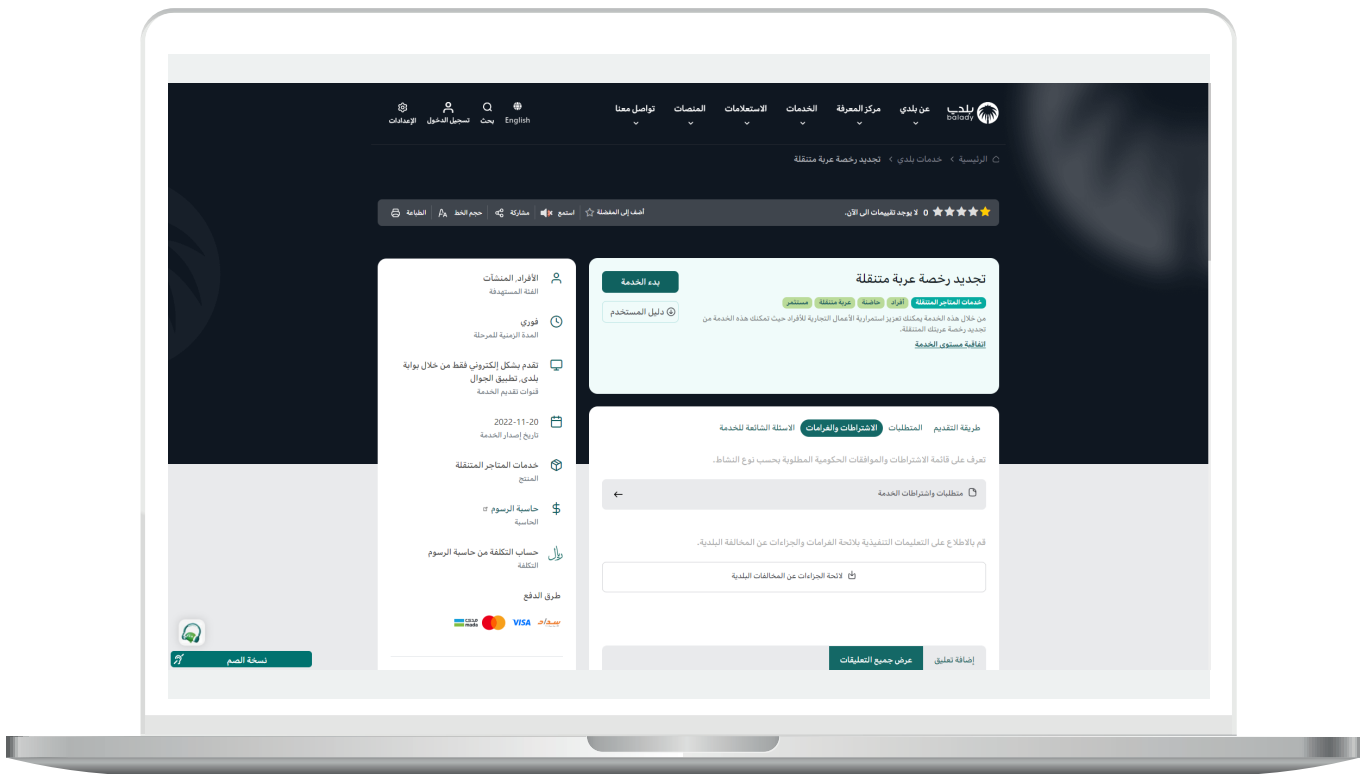 بلدي
balady
عن بلدي
مركز المعرفة
الخدمات
الاستعلامات
المنصات
تواصل معنا
English
بحث
تسجيل الدخول
الإعدادات
الرئيسية > خدمات بلدي > تجديد رخصة عربة متنقلة
0 لا يوجد تقييمات الى الآن.
أضف إلى المفضلة
استمع
مشاركة
حجم الخط
الطباعة
تجديد رخصة عربة متنقلة
بدء الخدمة
خدمات المتاجر المتنقلة
أفراد
حاضنة
عربة متنقلة
مستثمر
دليل المستخدم
من خلال هذه الخدمة يمكنك تعزيز استمرارية الأعمال التجارية للأفراد حيث تمكنك هذه الخدمة من
تجديد رخصة عربتك المتنقلة.
اتفاقية مستوى الخدمة
طريقة التقديم
المتطلبات
الاشتراطات والغرامات
الاسئلة الشائعة للخدمة
تعرف على قائمة الاشتراطات والموافقات الحكومية المطلوبة بحسب نوع النشاط.
متطلبات واشتراطات الخدمة
قم بالاطلاع على التعليمات التنفيذية بلائحة الغرامات والجزاءات عن المخالفة البلدية.
لائحة الجزاءات عن المخالفات البلدية
إضافة تعليق
عرض جميع التعليقات
الأفراد, المنشآت
الفئة المستهدفة
فوري
المدة الزمنية للمرحلة
تقدم بشكل إلكتروني فقط من خلال بوابة
بلدي, تطبيق الجوال
قنوات تقديم الخدمة
2022-11-20
تاريخ إصدار الخدمة
خدمات المتاجر المتنقلة
المنتج
حاسبة الرسوم
الحاسبة
حساب التكلفة من حاسبة الرسوم
التكلفة
طرق الدفع
سداد
VISA
مدى
mada
نسخة الصم